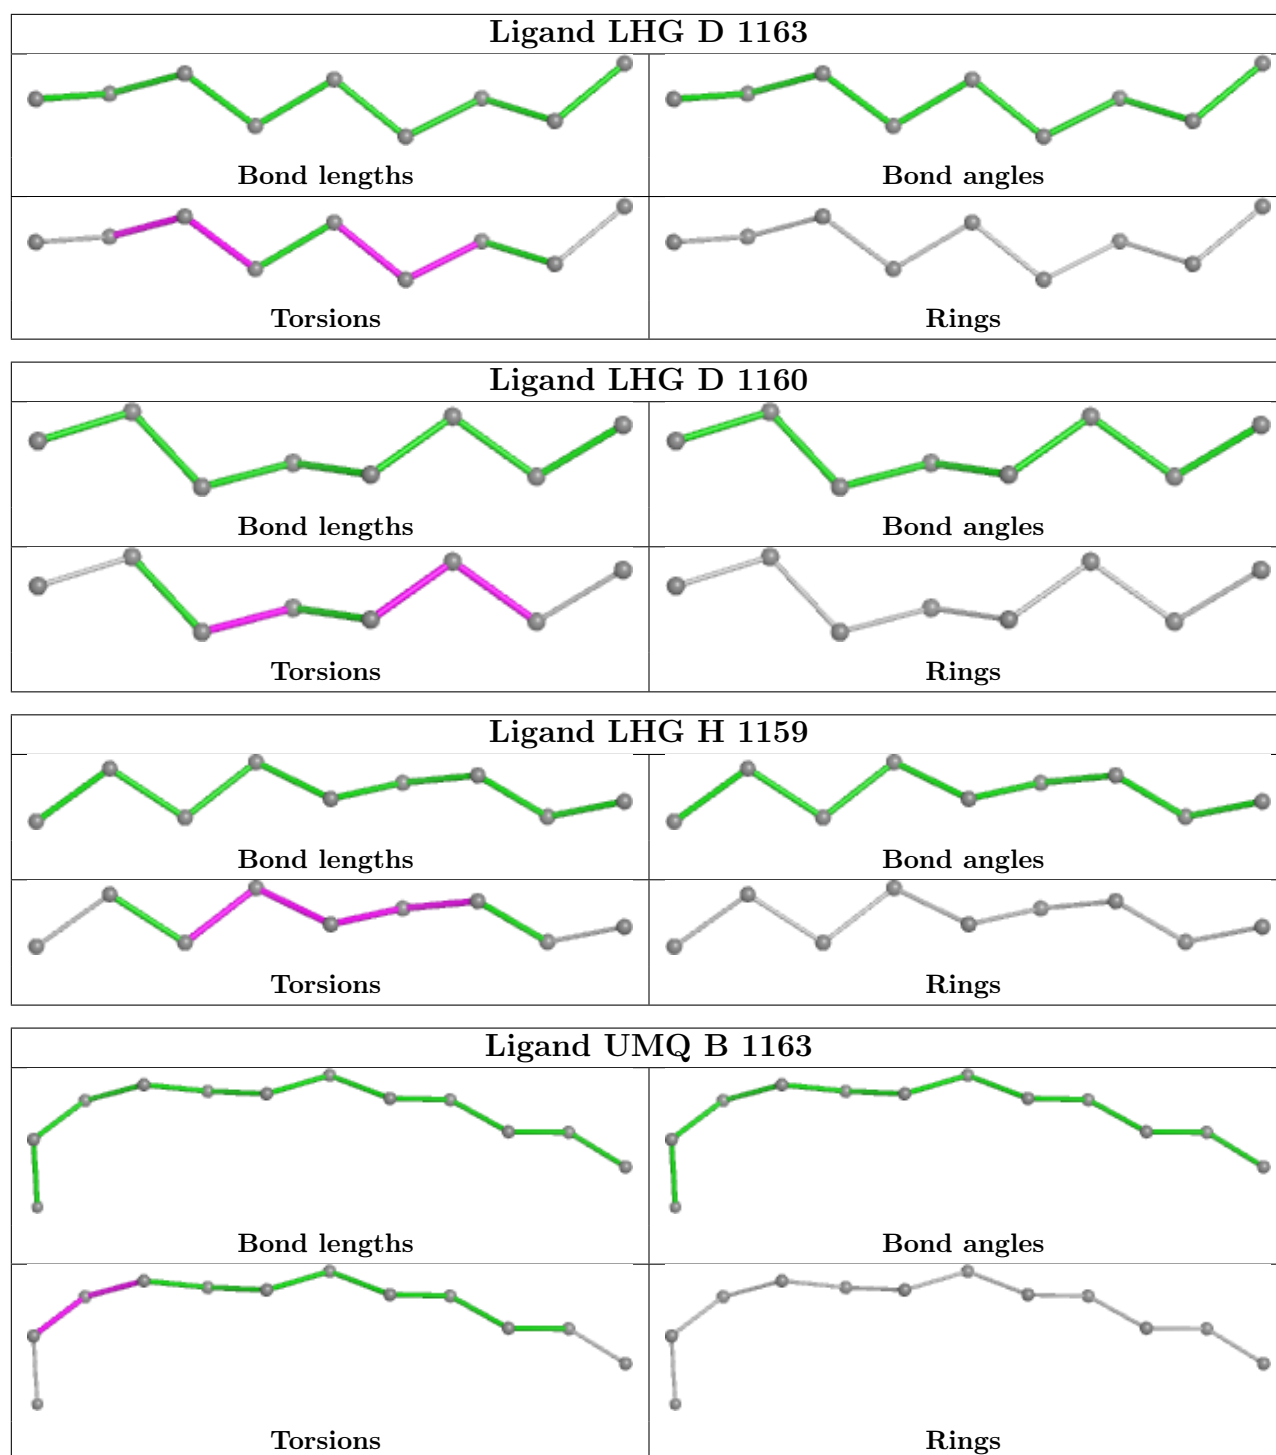 Ligand LHG D 1163
Bond lengths
Bond angles
Torsions
Rings
Ligand LHG D 1160
Bond lengths
Bond angles
Torsions
Rings
Ligand LHG H 1159
Bond lengths
Bond angles
Torsions
Rings
Ligand UMQ B 1163
Bond lengths
Bond angles
Torsions
Rings